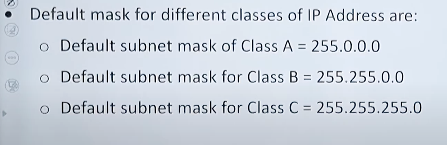 • Default mask for different classes of IP Address are:
o Default subnet mask of Class A = 255.0.0.0
o Default subnet mask for Class B = 255.255.0.0
o Default subnet mask for Class C = 255.255.255.0